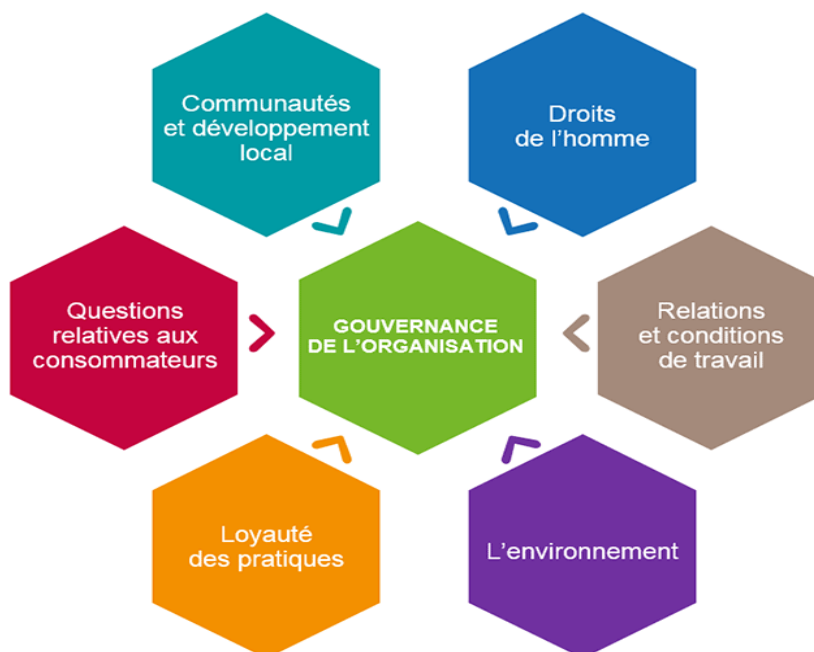 Communautés
et développement
local
Droits
de l'homme
Questions
relatives aux
consommateurs
GOUVERNANCE
DE L'ORGANISATION
Relations
et conditions
de travail
Loyauté
des pratiques
L'environnement